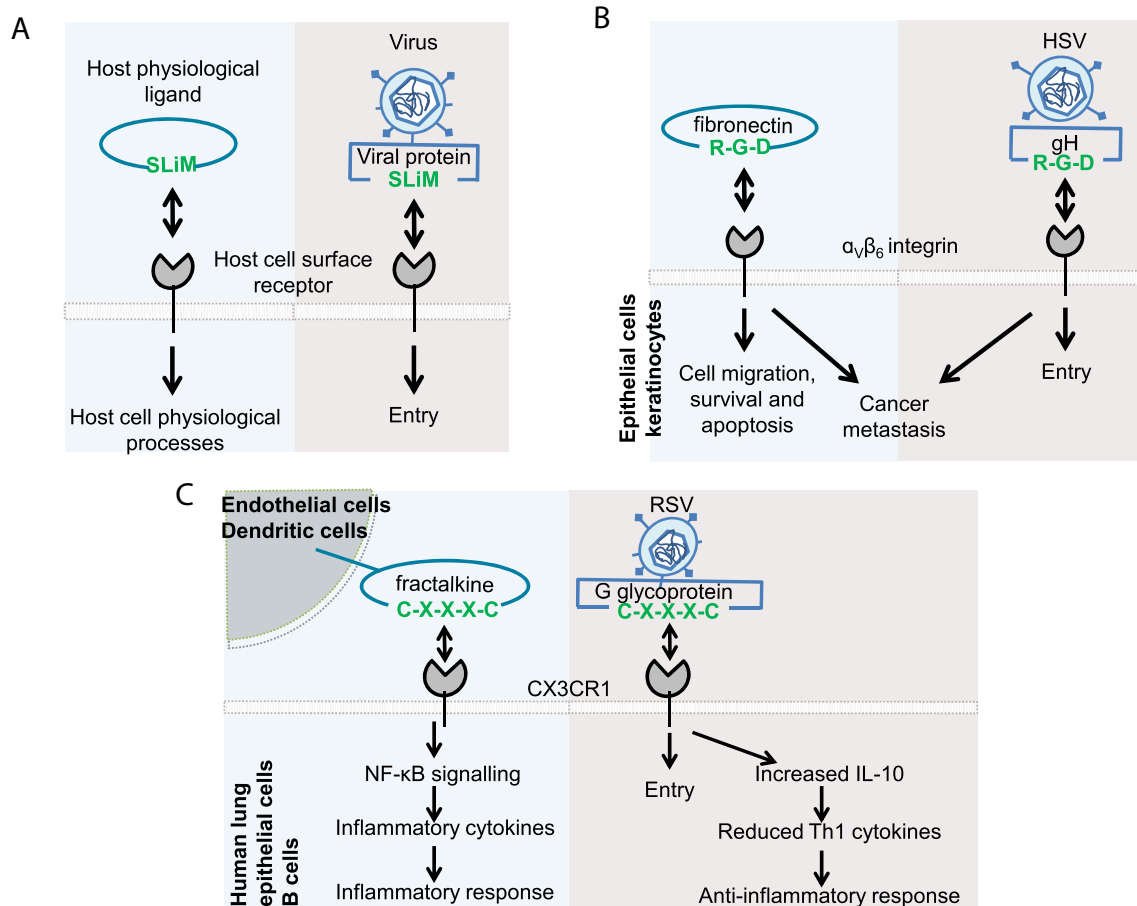 A
Host physiological
ligand
SLiM
Virus
Viral protein
SLiM
Host cell surface
receptor
Host cell physiological
processes
Entry
B
fibronectin
R-G-D
HSV
gH
R-G-D
αVβ6 integrin
Epithelial cells
keratinocytes
Cell migration,
survival and
apoptosis
Cancer
metastasis
Entry
C
Endothelial cells
Dendritic cells
fractalkine
C-X-X-X-C
RSV
G glycoprotein
C-X-X-X-C
CX3CR1
Human lung
epithelial cells
B cells
NF-κB signalling
Inflammatory cytokines
Inflammatory response
Entry
Increased IL-10
Reduced Th1 cytokines
Anti-inflammatory response